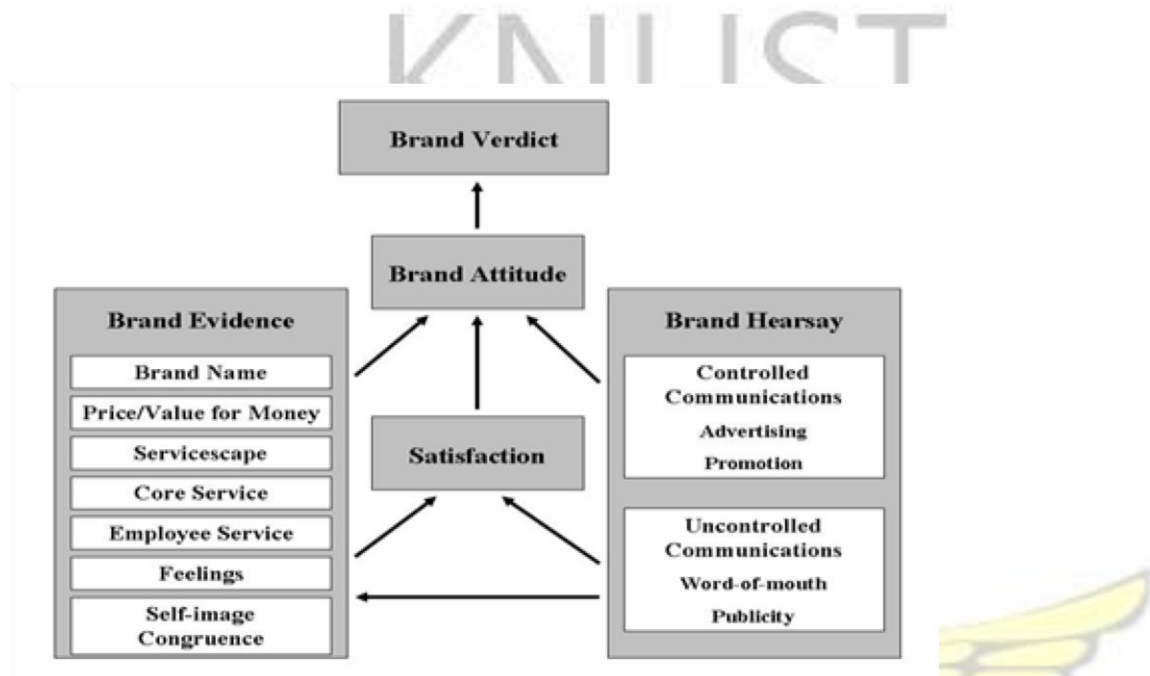 KNUST
Brand Verdict
Brand Attitude
Brand Evidence
Brand Name
Price/Value for Money
Servicescape
Core Service
Employee Service
Feelings
Self-image
Congruence
Satisfaction
Brand Hearsay
Controlled
Communications
Advertising
Promotion
Uncontrolled
Communications
Word-of-mouth
Publicity